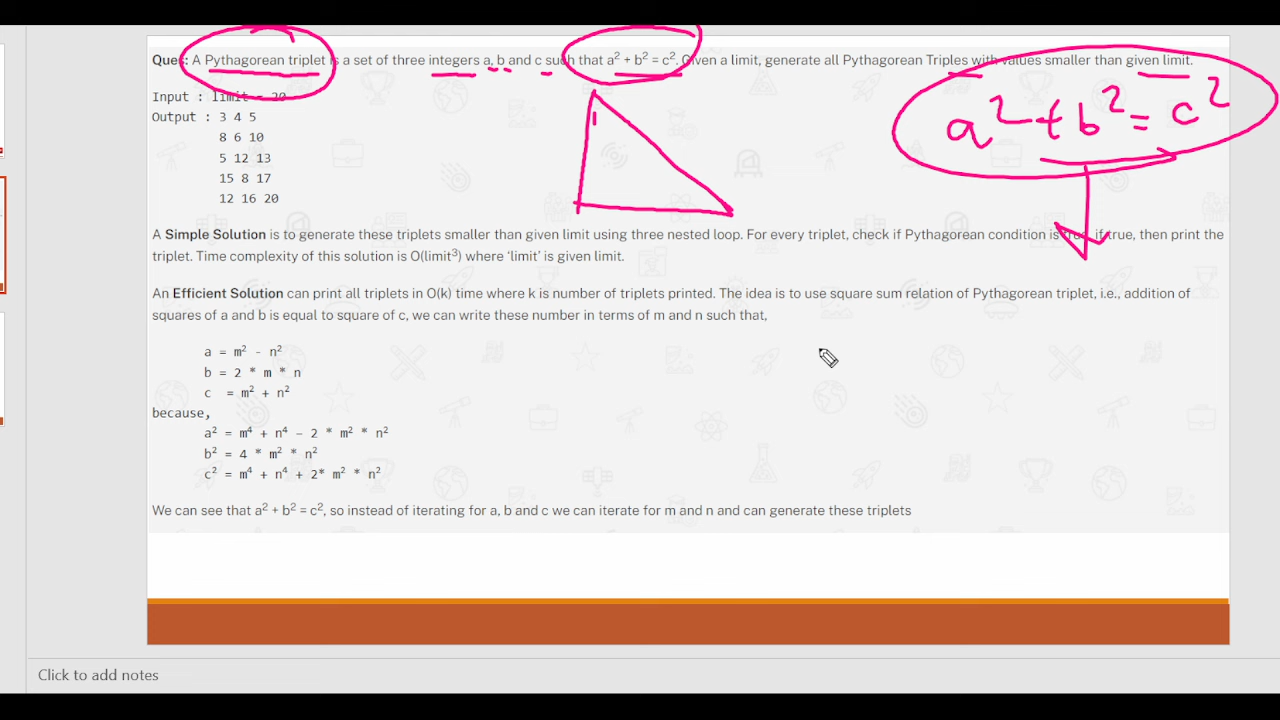 Ques: A Pythagorean triplet is a set of three integers a, b and c such that a² + b² = c². Given a limit, generate all Pythagorean Triples with values smaller than given limit.
a² + b² = c²
Input : limit = 20
Output : 3 4 5
8 6 10
5 12 13
15 8 17
12 16 20
A Simple Solution is to generate these triplets smaller than given limit using three nested loop. For every triplet, check if Pythagorean condition is true, if true, then print the
triplet. Time complexity of this solution is O(limit³) where ‘limit’ is given limit.
An Efficient Solution can print all triplets in O(k) time where k is number of triplets printed. The idea is to use square sum relation of Pythagorean triplet, i.e., addition of
squares of a and b is equal to square of c, we can write these number in terms of m and n such that,
a = m² - n²
b = 2 * m * n
c = m² + n²
because,
a² = m⁴ + n⁴ – 2 * m² * n²
b² = 4 * m² * n²
c² = m⁴ + n⁴ + 2* m² * n²
We can see that a² + b² = c², so instead of iterating for a, b and c we can iterate for m and n and can generate these triplets
Click to add notes